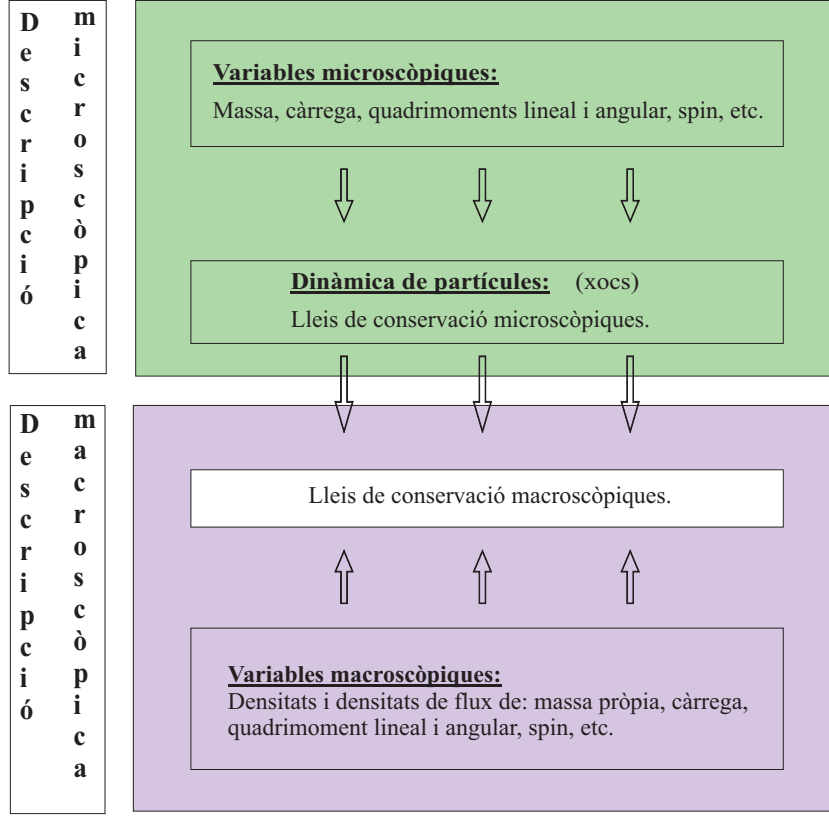 Descripció
microscòpica
Variables microscòpiques:
Massa, càrrega, quadrimoments lineal i angular, spin, etc.
Dinàmica de partícules: (xocs)
Lleis de conservació microscòpiques.
Descripció
macroscòpica
Lleis de conservació macroscòpiques.
Variables macroscòpiques:
Densitats i densitats de flux de: massa pròpia, càrrega,
quadrimoment lineal i angular, spin, etc.